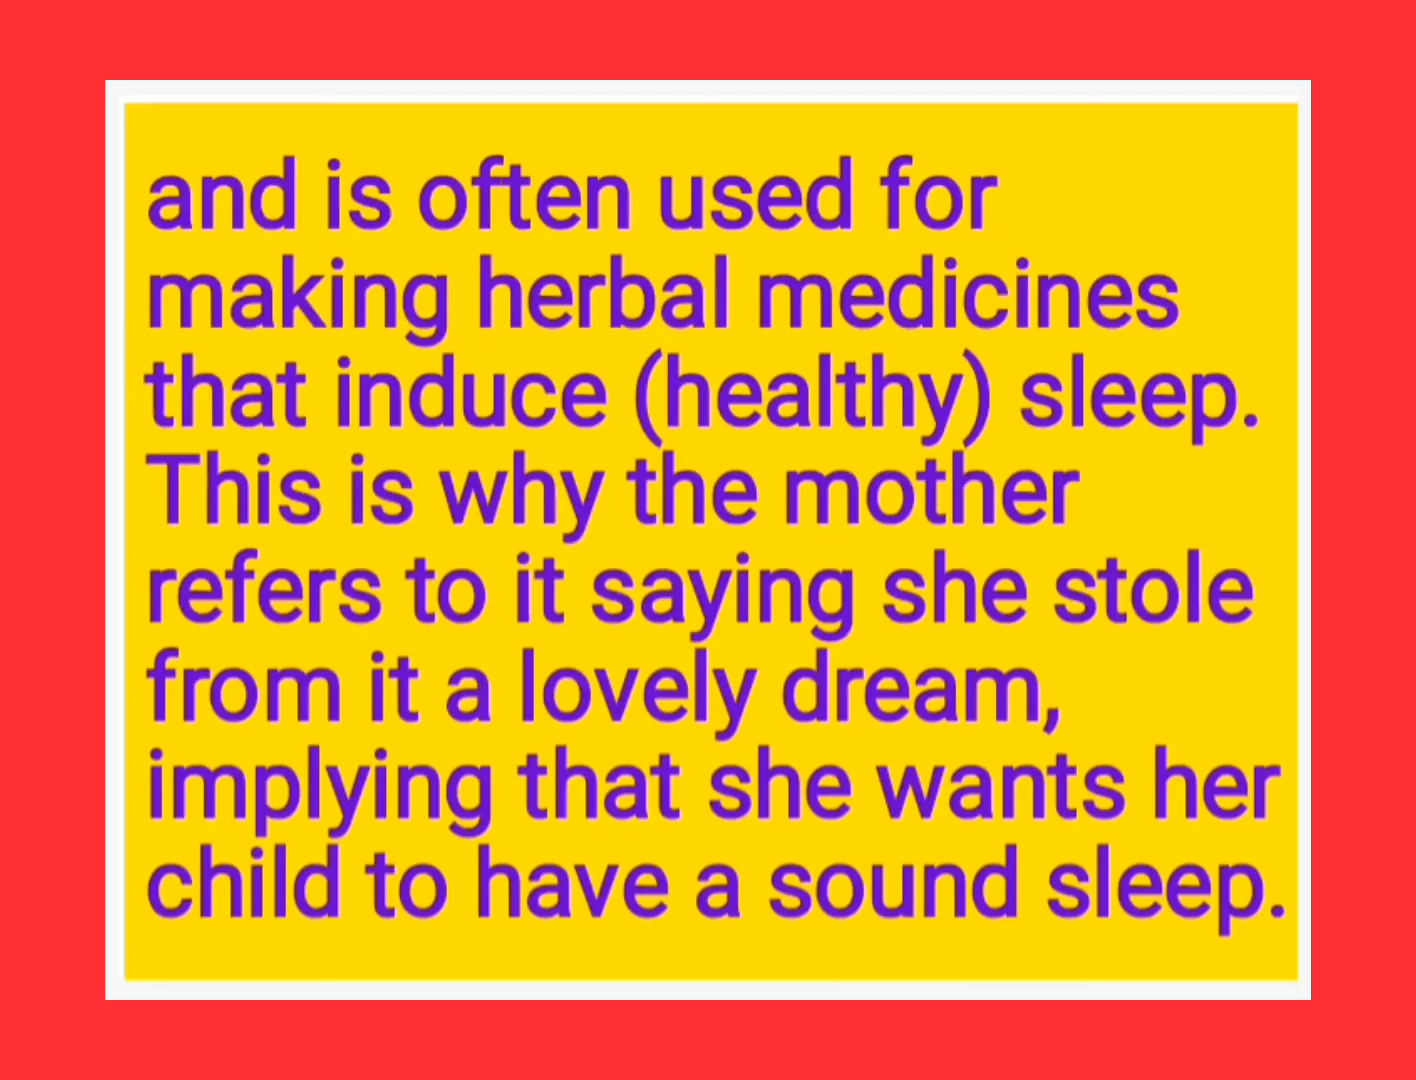 and is often used for
making herbal medicines
that induce (healthy) sleep.
This is why the mother
refers to it saying she stole
from it a lovely dream,
implying that she wants her
child to have a sound sleep.